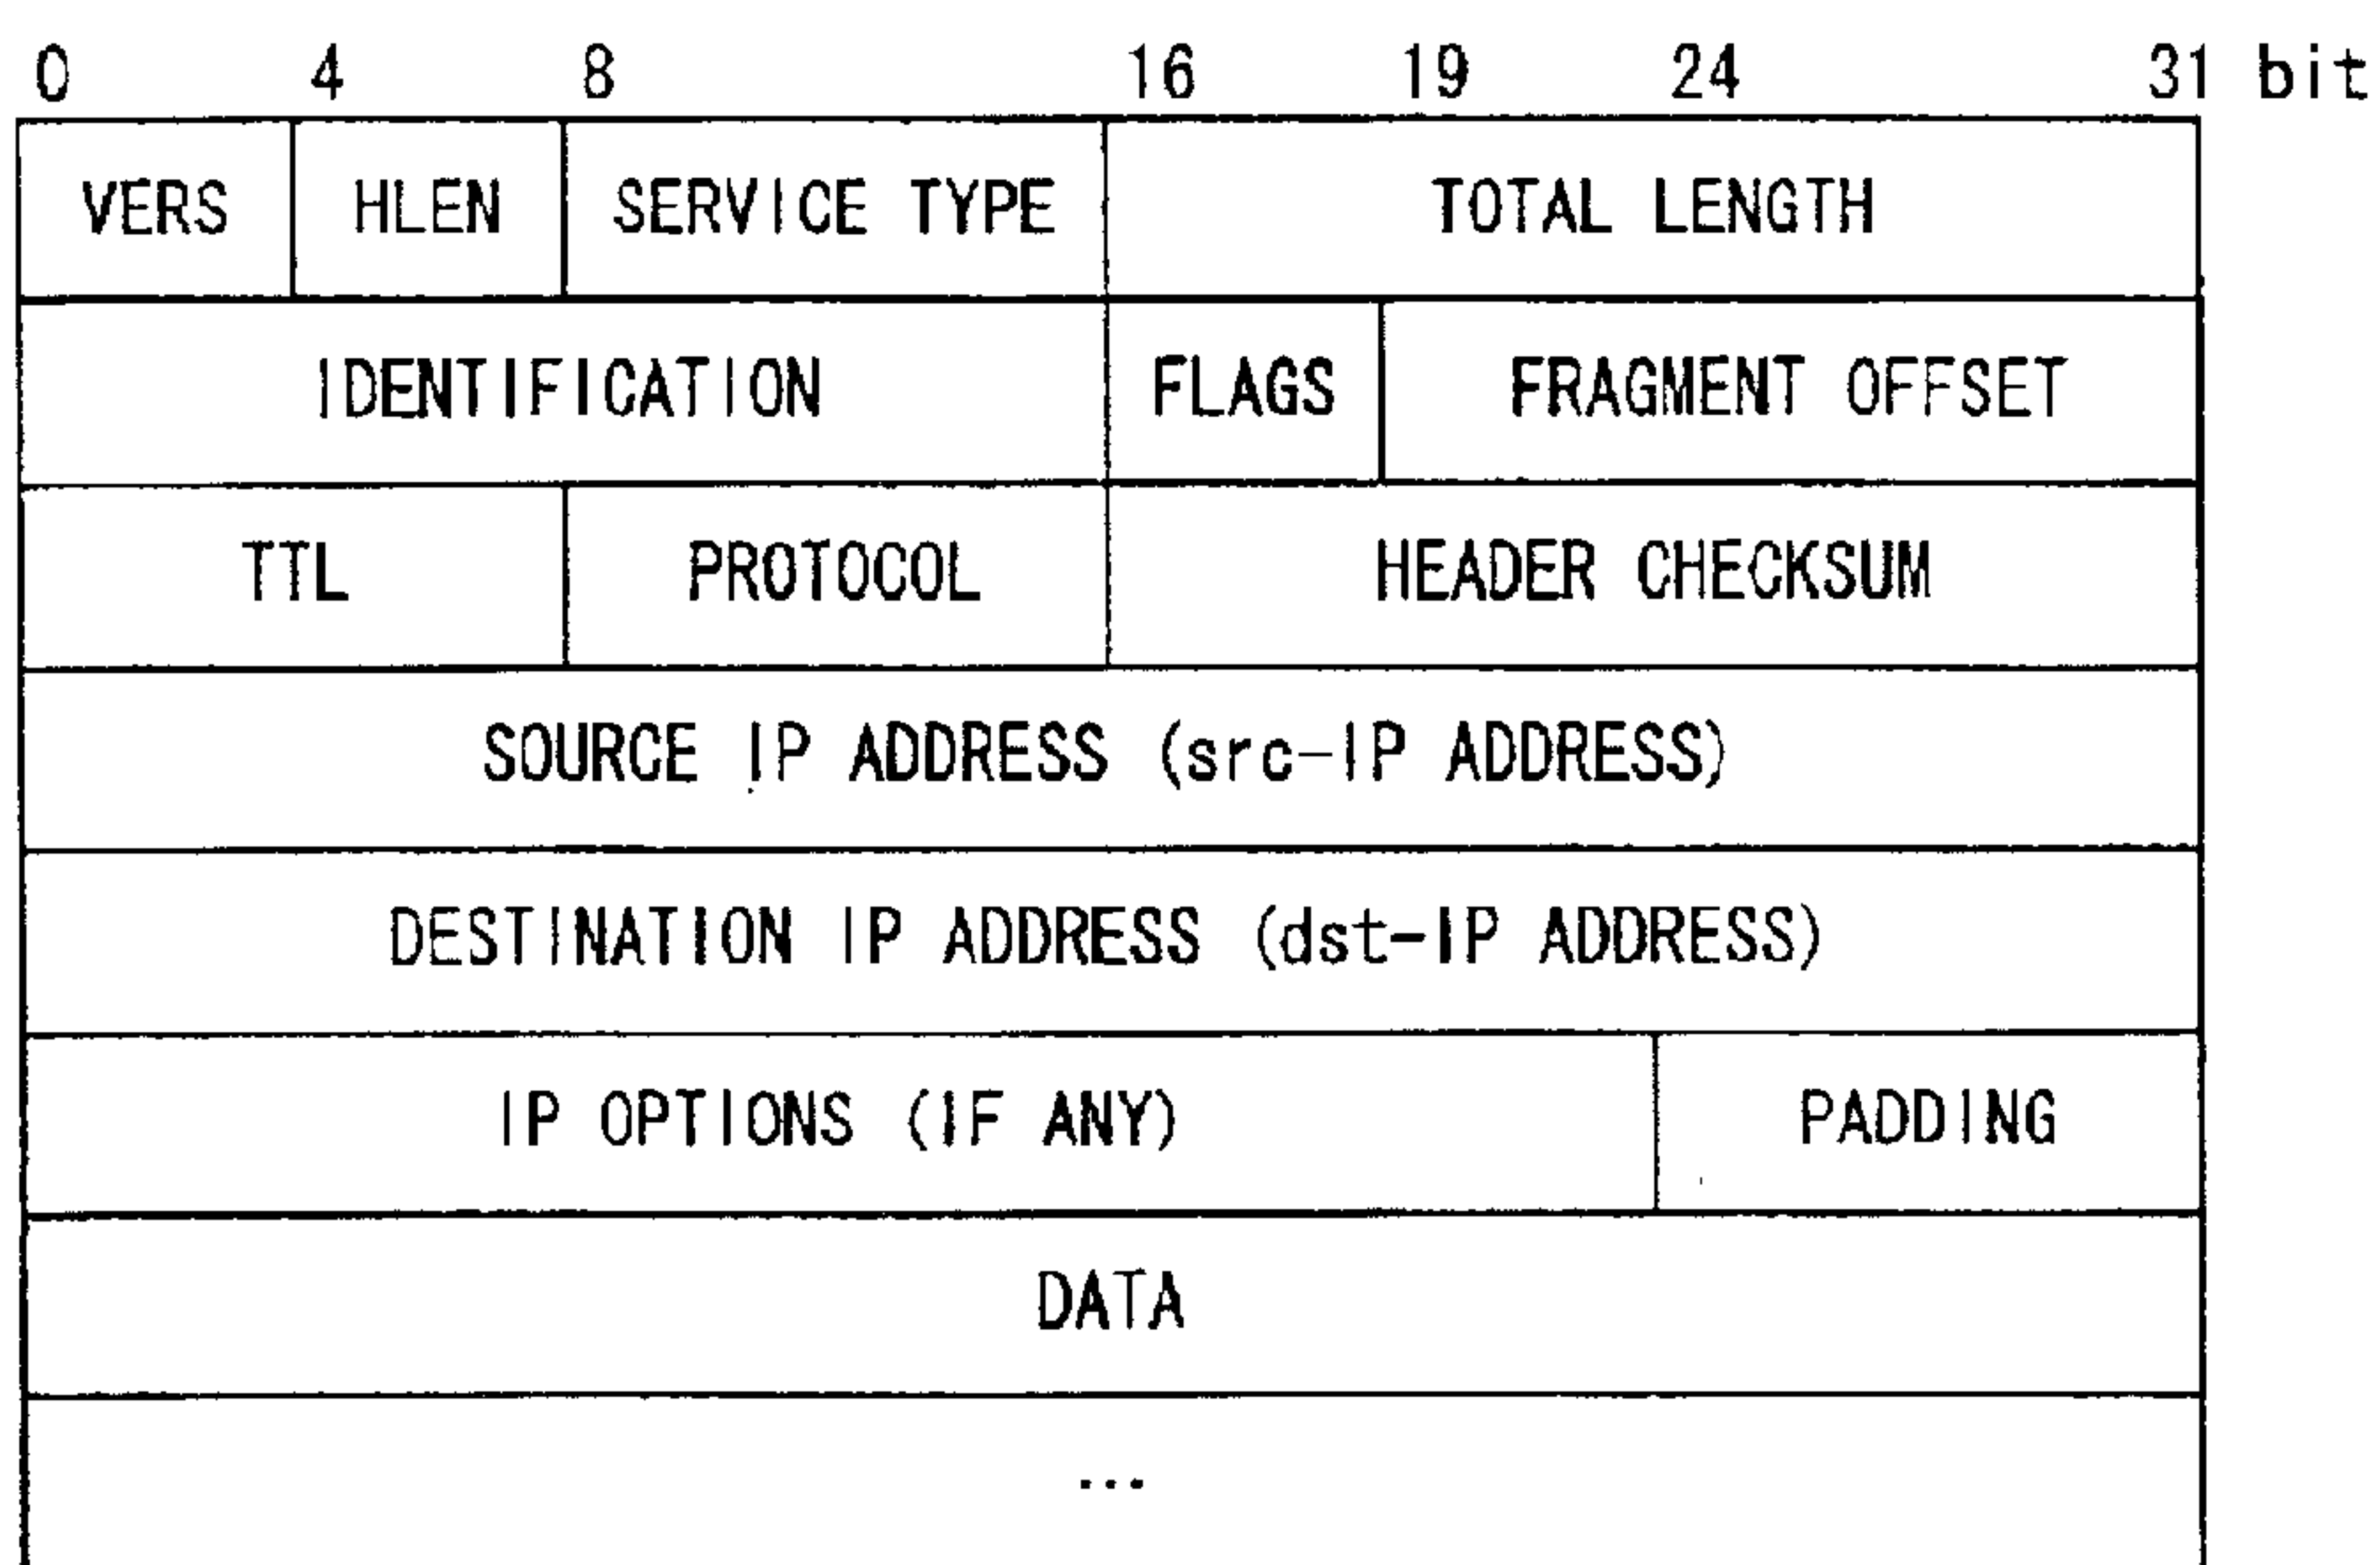 0 4 8 16 19 24 31 bit
VERS HLEN SERVICE TYPE TOTAL LENGTH
IDENTIFICATION FLAGS FRAGMENT OFFSET
TTL PROTOCOL HEADER CHECKSUM
SOURCE IP ADDRESS (src-IP ADDRESS)
DESTINATION IP ADDRESS (dst-IP ADDRESS)
IP OPTIONS (IF ANY) PADDING
DATA
...